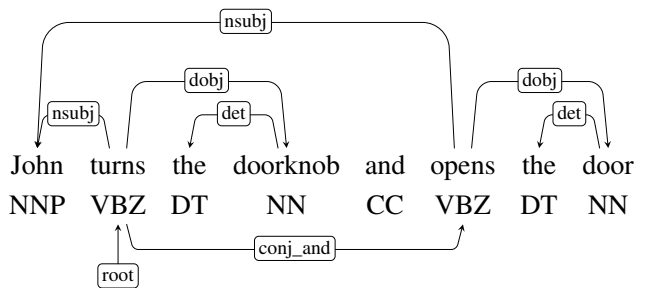 nsubj
dobj dobj
nsubj det det
John turns the doorknob and opens the door
NNP VBZ DT NN CC VBZ DT NN
conj_and
root